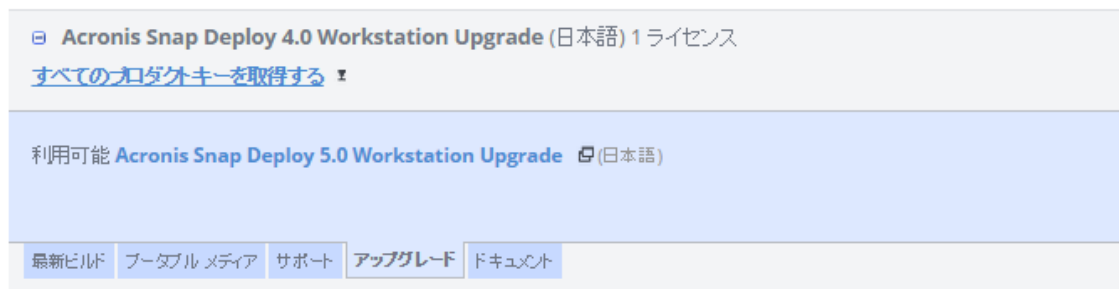 Acronis Snap Deploy 4.0 Workstation Upgrade (日本語) 1 ライセンス
すべてのプロダクトキーを取得する
利用可能 Acronis Snap Deploy 5.0 Workstation Upgrade (日本語)
最新ビルド ブータブル メディア サポート アップグレード ドキュメント